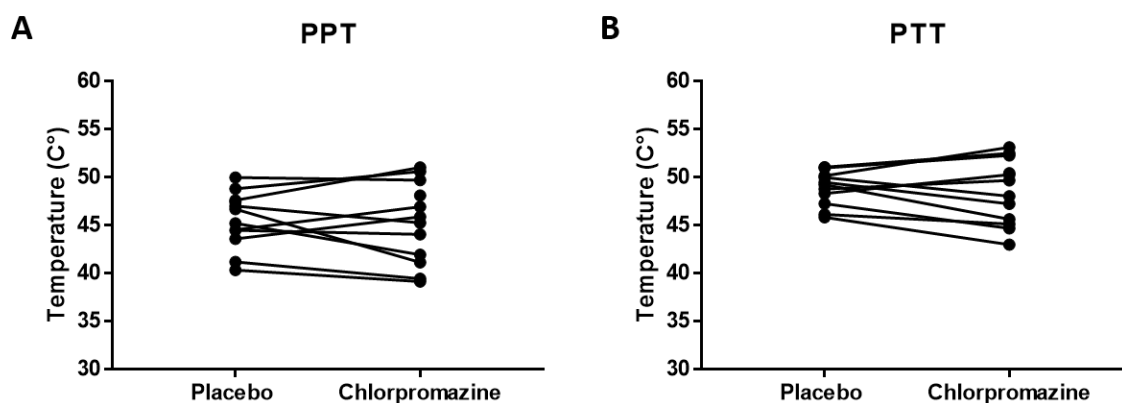 A
PPT
Temperature (C°)
60
55
50
45
40
35
30
Placebo
Chlorpromazine
B
PTT
Temperature (C°)
60
55
50
45
40
35
30
Placebo
Chlorpromazine